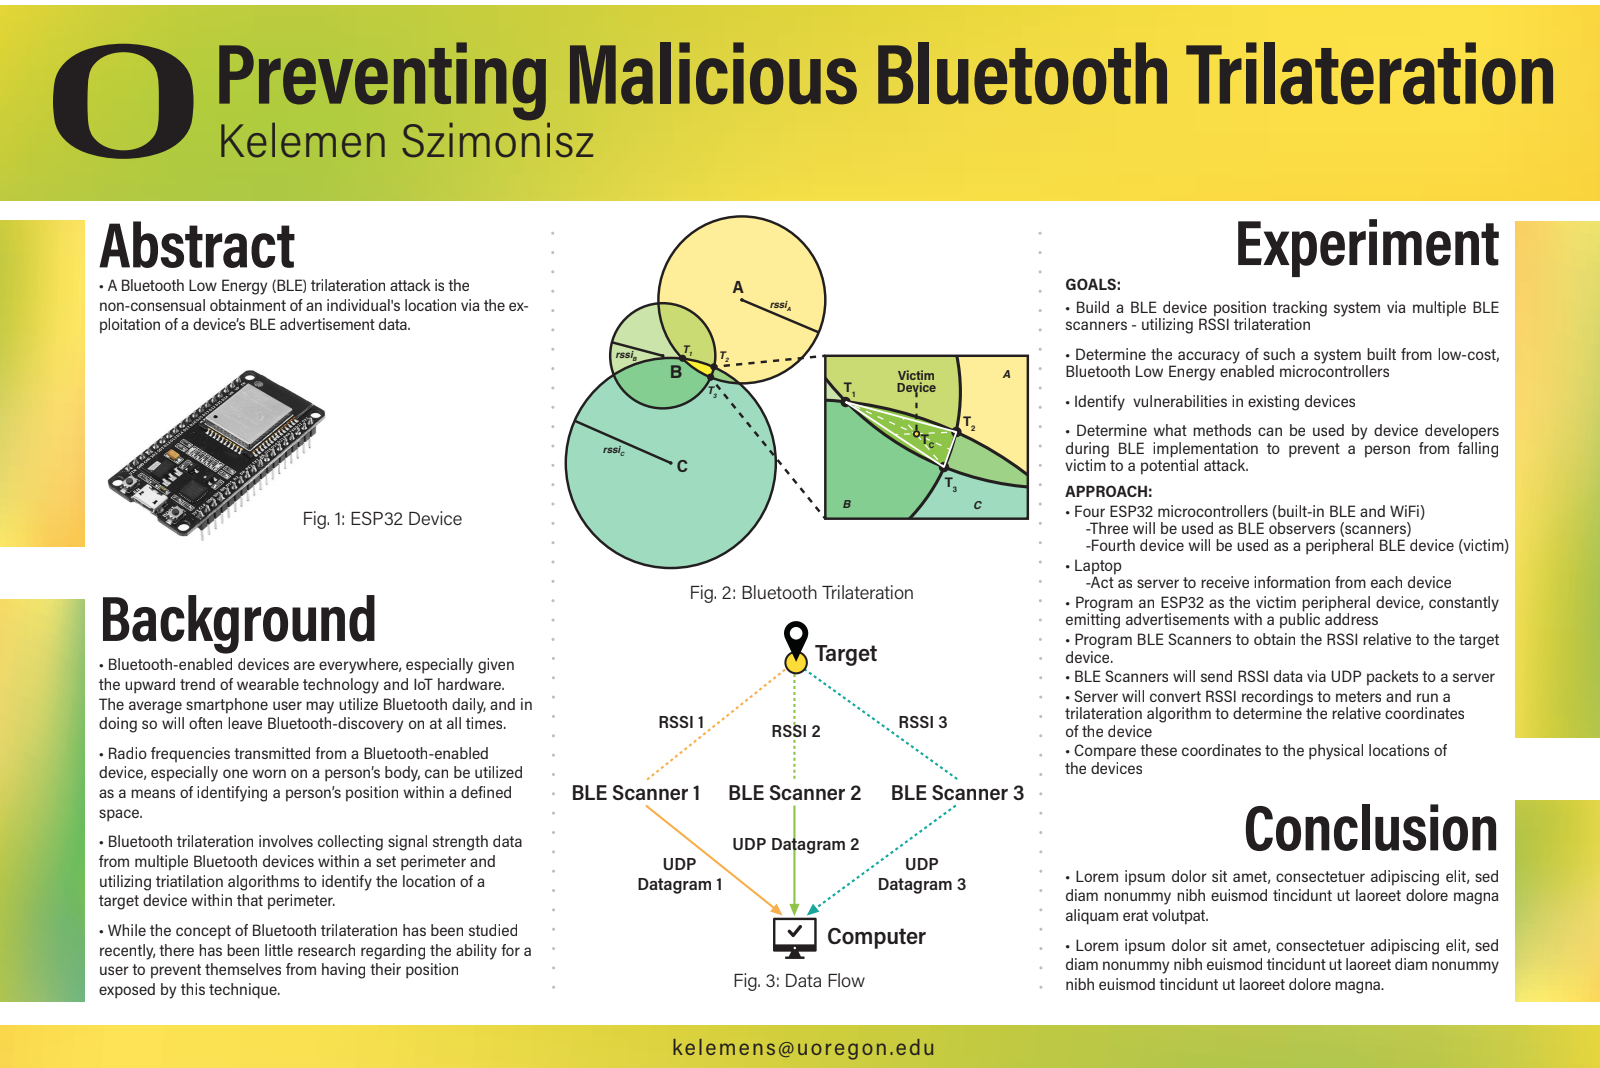 O
Preventing Malicious Bluetooth Trilateration
Kelemen Szimonisz
Abstract
• A Bluetooth Low Energy (BLE) trilateration attack is the
non-consensual obtainment of an individual's location via the ex-
ploitation of a device's BLE advertisement data.
Fig. 1: ESP32 Device
Background
• Bluetooth-enabled devices are everywhere, especially given
the upward trend of wearable technology and IoT hardware.
The average smartphone user may utilize Bluetooth daily, and in
doing so will often leave Bluetooth-discovery on at all times.
• Radio frequencies transmitted from a Bluetooth-enabled
device, especially one worn on a person's body, can be utilized
as a means of identifying a person's position within a defined
space.
• Bluetooth trilateration involves collecting signal strength data
from multiple Bluetooth devices within a set perimeter and
utilizing triatilation algorithms to identify the location of a
target device within that perimeter.
• While the concept of Bluetooth trilateration has been studied
recently, there has been little research regarding the ability for a
user to prevent themselves from having their position
exposed by this technique.
A
rssiA
rssiB
B
T1
T2
T3
rssiC
C
Victim
Device
A
T1
T2
TC
T3
B
C
Fig. 2: Bluetooth Trilateration
Target
RSSI 1
RSSI 2
RSSI 3
BLE Scanner 1
BLE Scanner 2
BLE Scanner 3
UDP
Datagram 1
UDP Datagram 2
UDP
Datagram 3
Computer
Fig. 3: Data Flow
Experiment
GOALS:
• Build a BLE device position tracking system via multiple BLE
scanners - utilizing RSSI trilateration
• Determine the accuracy of such a system built from low-cost,
Bluetooth Low Energy enabled microcontrollers
• Identify vulnerabilities in existing devices
• Determine what methods can be used by device developers
during BLE implementation to prevent a person from falling
victim to a potential attack.
APPROACH:
• Four ESP32 microcontrollers (built-in BLE and WiFi)
-Three will be used as BLE observers (scanners)
-Fourth device will be used as a peripheral BLE device (victim)
• Laptop
-Act as server to receive information from each device
• Program an ESP32 as the victim peripheral device, constantly
emitting advertisements with a public address
• Program BLE Scanners to obtain the RSSI relative to the target
device.
• BLE Scanners will send RSSI data via UDP packets to a server
• Server will convert RSSI recordings to meters and run a
trilateration algorithm to determine the relative coordinates
of the device
• Compare these coordinates to the physical locations of
the devices
Conclusion
• Lorem ipsum dolor sit amet, consectetuer adipiscing elit, sed
diam nonummy nibh euismod tincidunt ut laoreet dolore magna
aliquam erat volutpat.
• Lorem ipsum dolor sit amet, consectetuer adipiscing elit, sed
diam nonummy nibh euismod tincidunt ut laoreet diam nonummy
nibh euismod tincidunt ut laoreet dolore magna.
kelemens@uoregon.edu